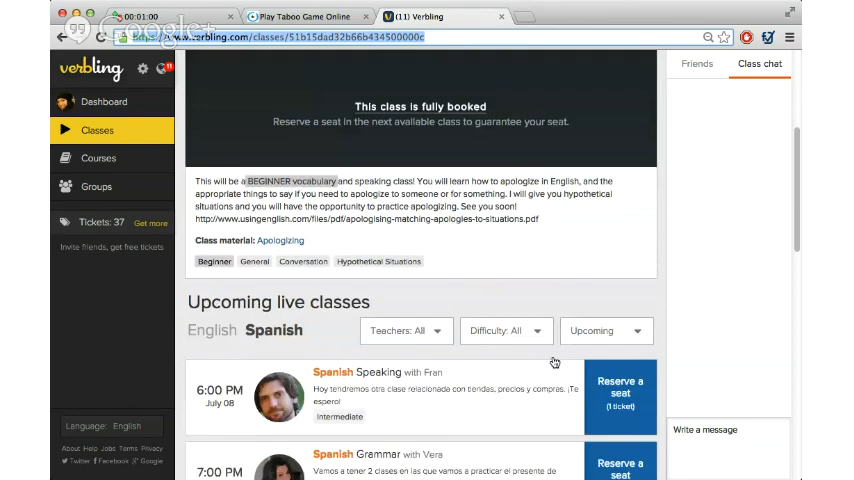 00:01:00
Play Taboo Game Online
(11) Verbling
Google+
https://www.verbling.com/classes/51b15dad32b66b434500000c
verbling
11
Friends
Class chat
Dashboard
Classes
Courses
Groups
Tickets: 37 Get more
Invite friends, get free tickets
This class is fully booked
Reserve a seat in the next available class to guarantee your seat.
This will be a BEGINNER vocabulary and speaking class! You will learn how to apologize in English, and the
appropriate things to say if you need to apologize to someone or for something. I will give you hypothetical
situations and you will have the opportunity to practice apologizing. See you soon!
http://www.usingenglish.com/files/pdf/apologising-matching-apologies-to-situations.pdf
Class material: Apologizing
Beginner General Conversation Hypothetical Situations
Upcoming live classes
English Spanish
Teachers: All
Difficulty: All
Upcoming
6:00 PM
July 08
Spanish Speaking with Fran
Hoy tendremos otra clase relacionada con tiendas, precios y compras. ¡Te
espero!
Intermediate
Reserve a
seat
(1 ticket)
7:00 PM
Spanish Grammar with Vera
Vamos a tener 2 clases en las que vamos a practicar el presente de
Reserve a
seat
Language: English
About Help Jobs Terms Privacy
Twitter Facebook Google
Write a message